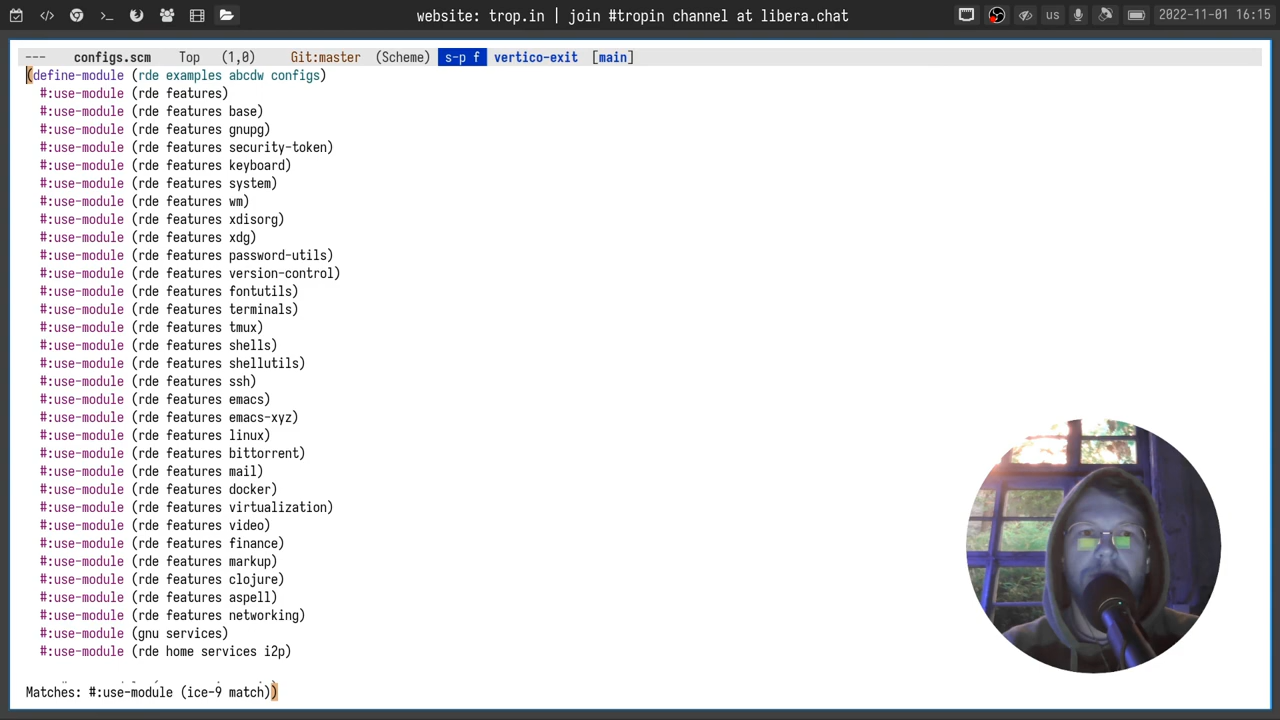 website: trop.in | join #tropin channel at libera.chat
us
2022-11-01 16:15
--- configs.scm Top (1,0) Git:master (Scheme) s-p f vertico-exit [main]
(define-module (rde examples abcdw configs)
#:use-module (rde features)
#:use-module (rde features base)
#:use-module (rde features gnupg)
#:use-module (rde features security-token)
#:use-module (rde features keyboard)
#:use-module (rde features system)
#:use-module (rde features wm)
#:use-module (rde features xdisorg)
#:use-module (rde features xdg)
#:use-module (rde features password-utils)
#:use-module (rde features version-control)
#:use-module (rde features fontutils)
#:use-module (rde features terminals)
#:use-module (rde features tmux)
#:use-module (rde features shells)
#:use-module (rde features shellutils)
#:use-module (rde features ssh)
#:use-module (rde features emacs)
#:use-module (rde features emacs-xyz)
#:use-module (rde features linux)
#:use-module (rde features bittorrent)
#:use-module (rde features mail)
#:use-module (rde features docker)
#:use-module (rde features virtualization)
#:use-module (rde features video)
#:use-module (rde features finance)
#:use-module (rde features markup)
#:use-module (rde features clojure)
#:use-module (rde features aspell)
#:use-module (rde features networking)
#:use-module (gnu services)
#:use-module (rde home services i2p)
Matches: #:use-module (ice-9 match))